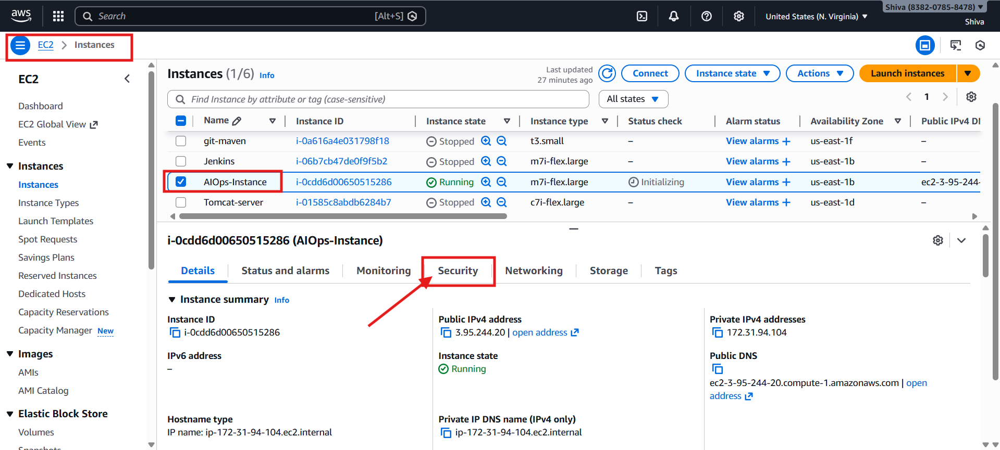 aws
Search
[Alt+S]
United States (N. Virginia)
Shiva (8382-0785-8478)
Shiva
EC2
Instances
EC2
Dashboard
EC2 Global View
Events
Instances
Instances
Instance Types
Launch Templates
Spot Requests
Savings Plans
Reserved Instances
Dedicated Hosts
Capacity Reservations
Capacity Manager New
Images
AMIs
AMI Catalog
Elastic Block Store
Volumes
Snapshots
Instances (1/6) Info
Last updated
27 minutes ago
Connect
Instance state
Actions
Launch instances
Find Instance by attribute or tag (case-sensitive)
All states
1
Name Instance ID Instance state Instance type Status check Alarm status Availability Zone Public IPv4 DN
git-maven i-0a616a4e031798f18 Stopped t3.small – View alarms + us-east-1f –
Jenkins i-06b7cb47de0f9f5b2 Stopped m7i-flex.large – View alarms + us-east-1b –
AIOps-Instance i-0cdd6d00650515286 Running m7i-flex.large Initializing View alarms + us-east-1b ec2-3-95-244-
Tomcat-server i-01585c8abdb6284b7 Stopped c7i-flex.large – View alarms + us-east-1d –
i-0cdd6d00650515286 (AIOps-Instance)
Details Status and alarms Monitoring Security Networking Storage Tags
Instance summary Info
Instance ID
i-0cdd6d00650515286
Public IPv4 address
3.95.244.20 | open address
Private IPv4 addresses
172.31.94.104
IPv6 address
–
Instance state
Running
Public DNS
ec2-3-95-244-20.compute-1.amazonaws.com | open
address
Hostname type
IP name: ip-172-31-94-104.ec2.internal
Private IP DNS name (IPv4 only)
ip-172-31-94-104.ec2.internal